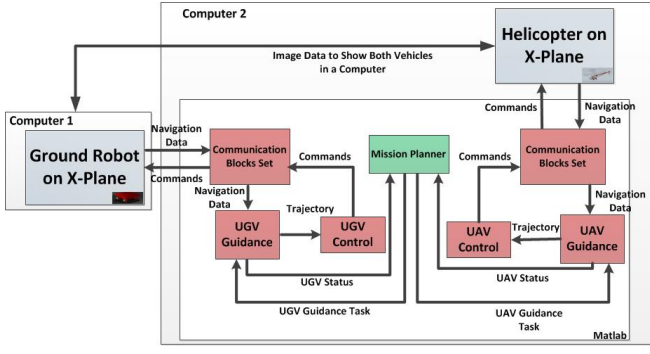 Computer 2
Helicopter on
X-Plane
Image Data to Show Both Vehicles
in a Computer
Computer 1
Ground Robot
on X-Plane
Navigation
Data
Commands
Communication
Blocks Set
Commands
Navigation
Data
UGV
Guidance
Trajectory
UGV
Control
Mission Planner
Commands
Navigation
Data
Communication
Blocks Set
Commands
Navigation
Data
UAV
Control
Trajectory
UAV
Guidance
UGV Status
UAV Status
UGV Guidance Task
UAV Guidance
Task
Matlab